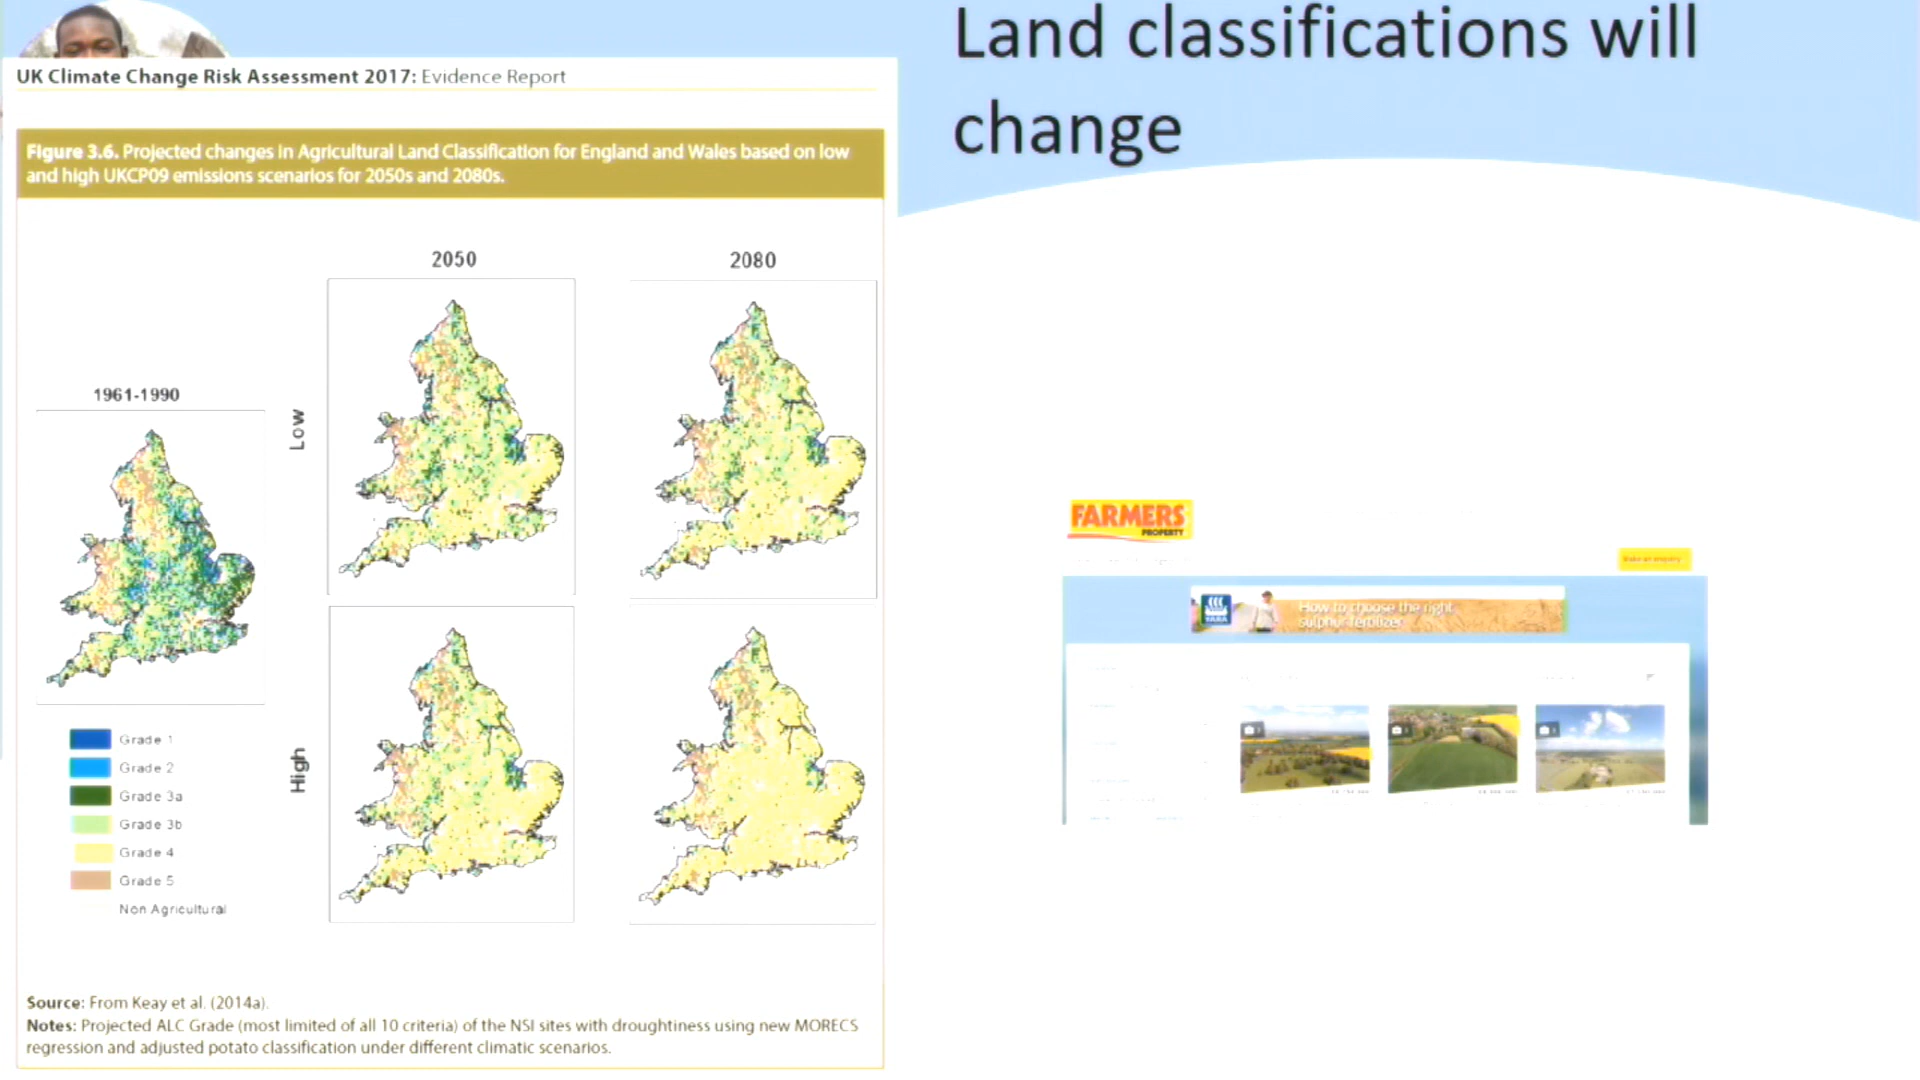 Land classifications will
change
UK Climate Change Risk Assessment 2017: Evidence Report
Figure 3.6. Projected changes in Agricultural Land Classification for England and Wales based on low
and high UKCP09 emissions scenarios for 2050s and 2080s.
2050
2080
1961-1990
Low
High
Grade 1
Grade 2
Grade 3a
Grade 3b
Grade 4
Grade 5
Non Agricultural
Source: From Keay et al. (2014a).
Notes: Projected ALC Grade (most limited of all 10 criteria) of the NSI sites with droughtiness using new MORECS
regression and adjusted potato classification under different climatic scenarios.
FARMERS
PROPERTY
Make an enquiry
YARA
How to choose the right
sulphur fertilizer